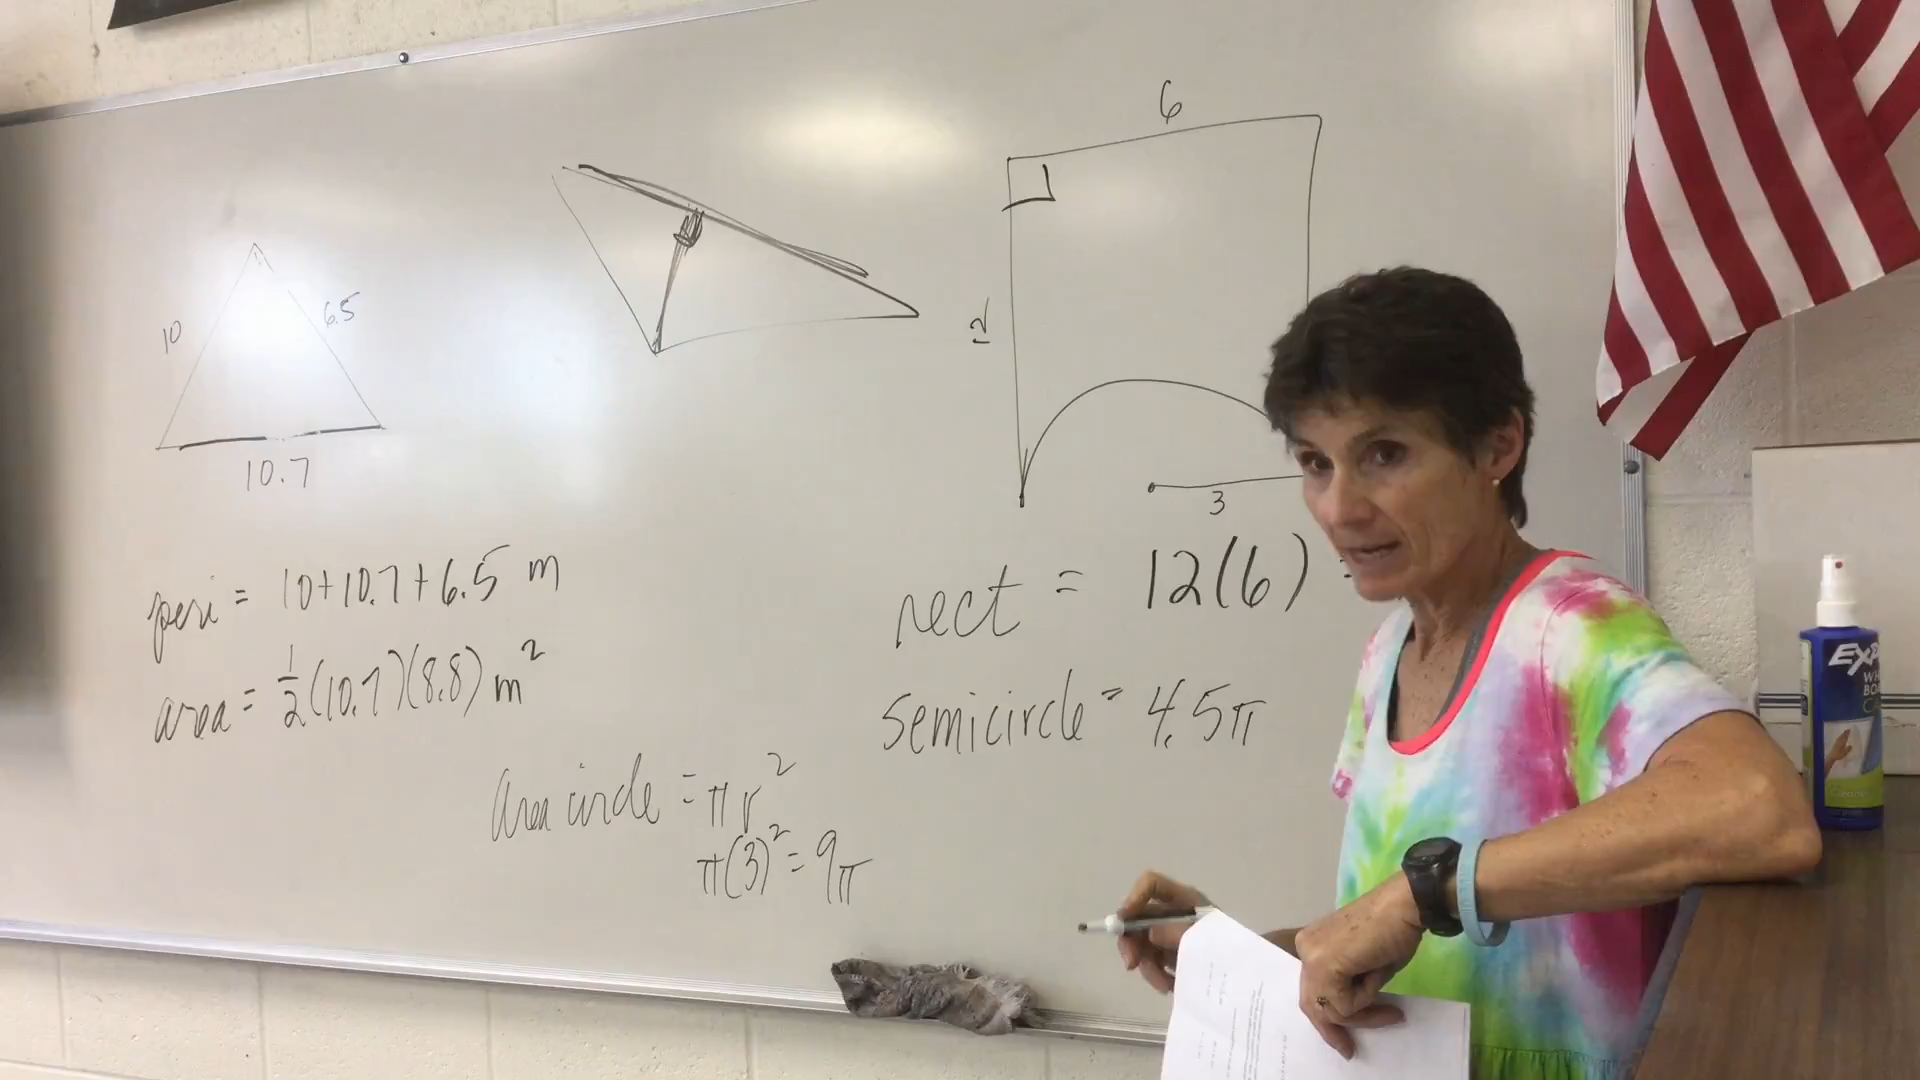 6
10
6.5
10.7
3
peri = 10+10.7+6.5 m
area = 1/2(10.7)(8.8) m²
rect = 12(6)
semicircle = 4.5π
area circle = πr²
π(3)² = 9π
EXP